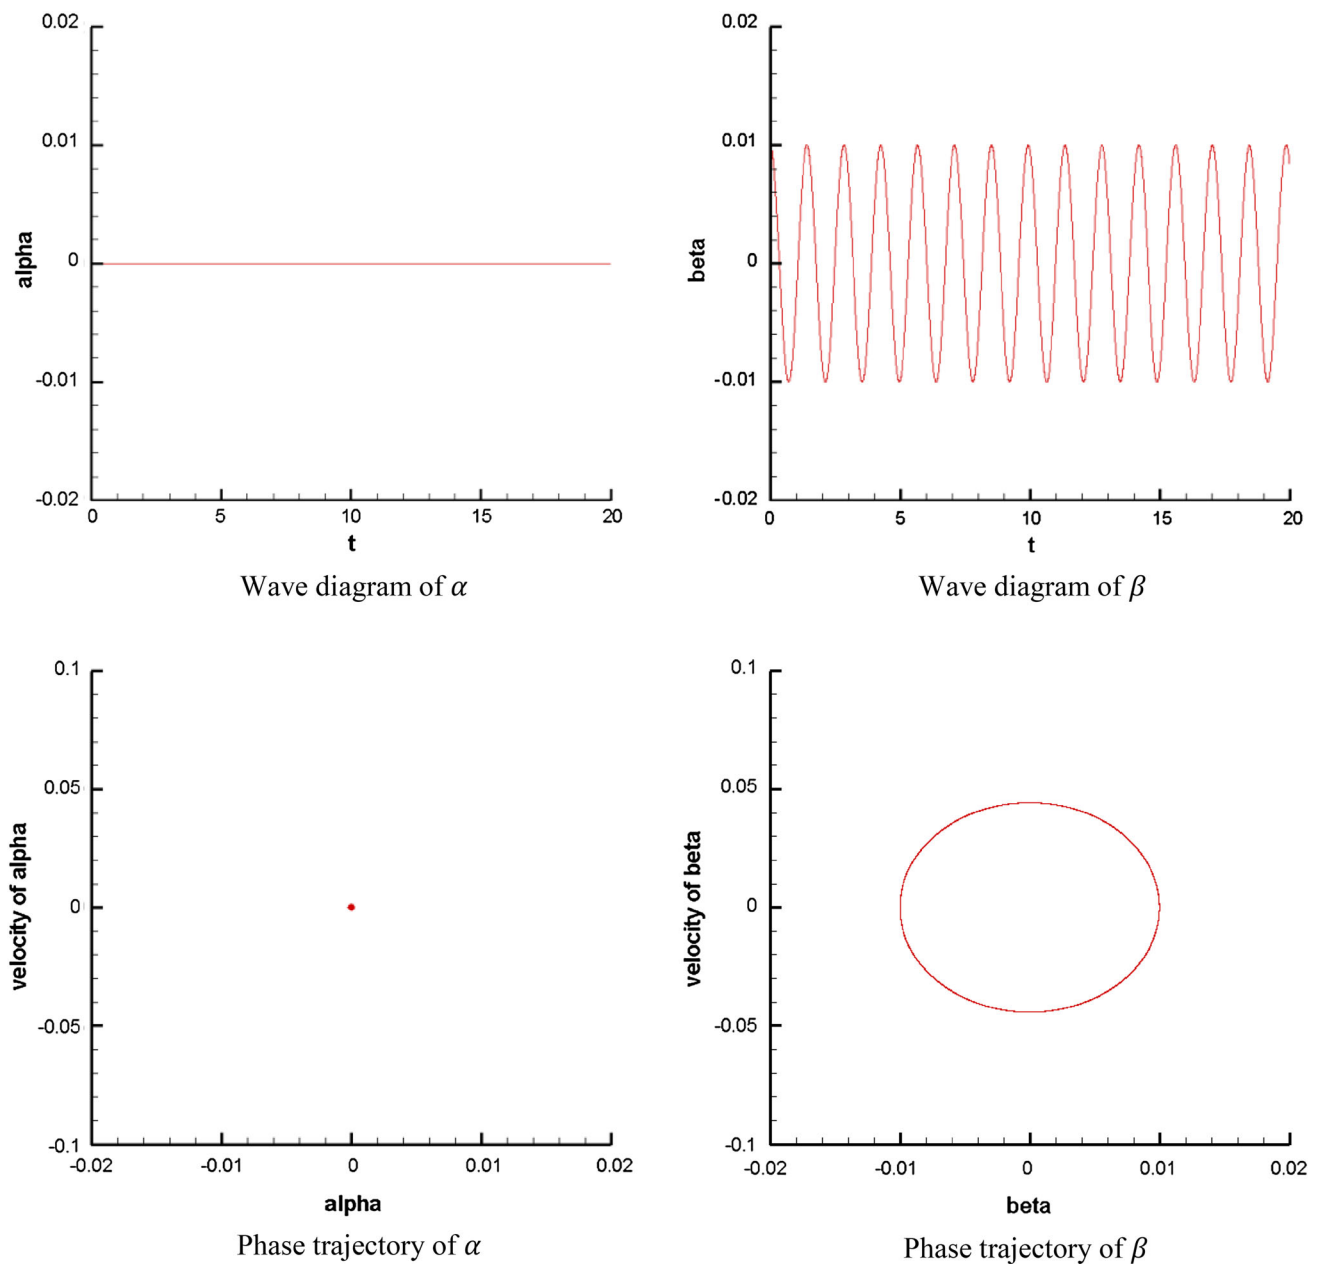 0.02
0.01
0
-0.01
-0.02
alpha
0 5 10 15 20
t
Wave diagram of α
0.02
0.01
0
-0.01
-0.02
beta
0 5 10 15 20
t
Wave diagram of β
0.1
0.05
0
-0.05
-0.1
velocity of alpha
-0.02 -0.01 0 0.01 0.02
alpha
Phase trajectory of α
0.1
0.05
0
-0.05
-0.1
velocity of beta
-0.02 -0.01 0 0.01 0.02
beta
Phase trajectory of β